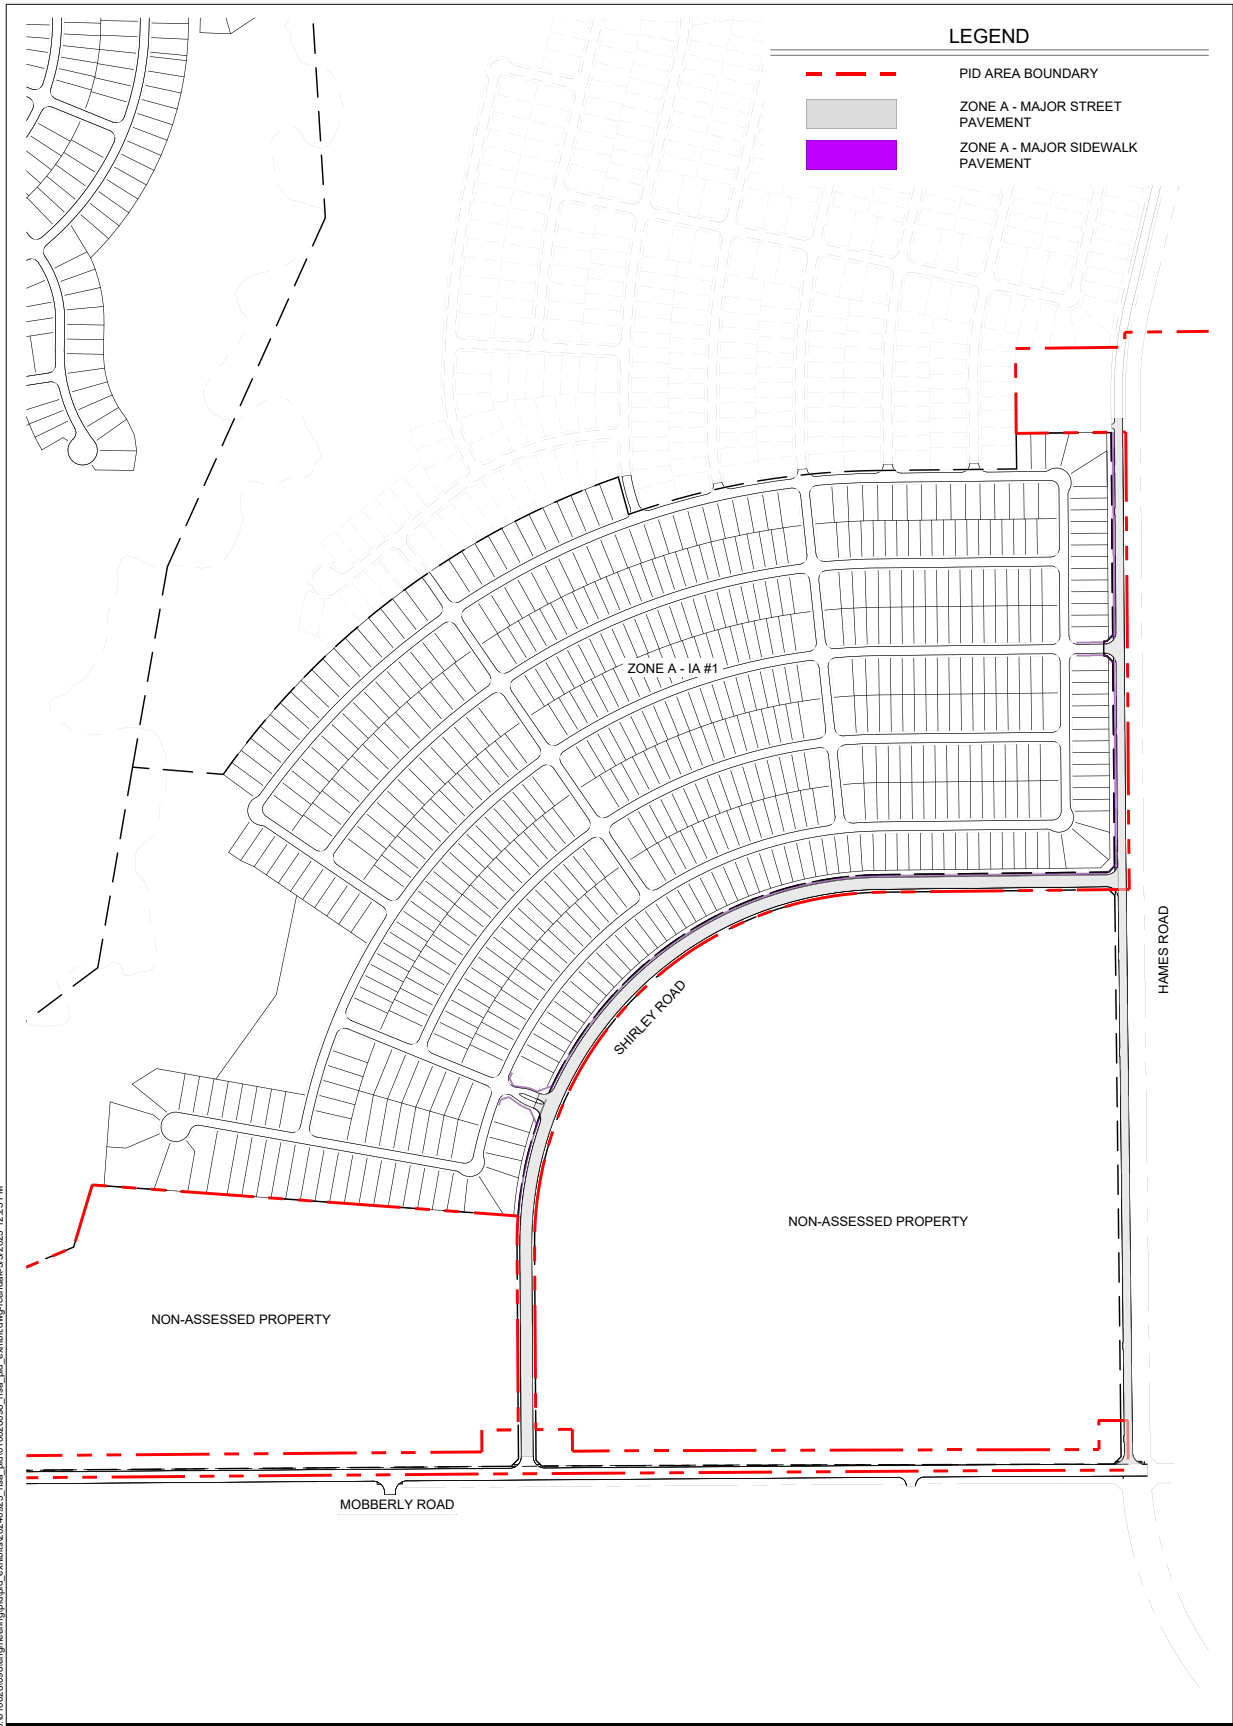 LEGEND
PID AREA BOUNDARY
ZONE A - MAJOR STREET
PAVEMENT
ZONE A - MAJOR SIDEWALK
PAVEMENT
ZONE A - IA #1
HAMES ROAD
SHIRLEY ROAD
NON-ASSESSED PROPERTY
NON-ASSESSED PROPERTY
MOBBERLY ROAD